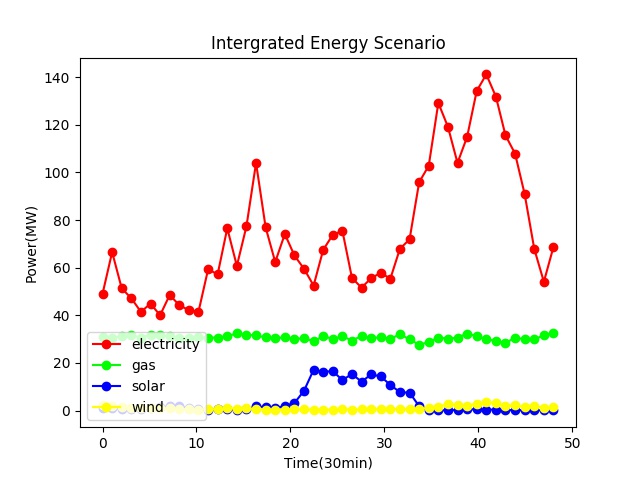 Intergrated Energy Scenario
Power(MW)
140
120
100
80
60
40
20
0
electricity
gas
solar
wind
0 10 20 30 40 50
Time(30min)